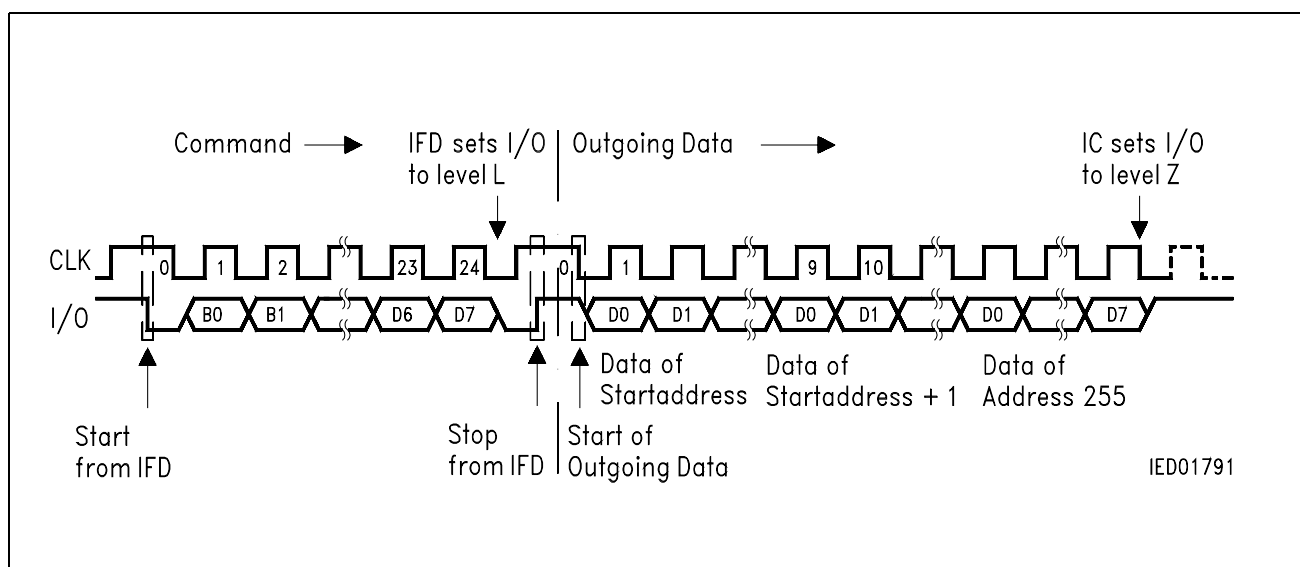 Command
IFD sets I/O
to level L
Outgoing Data
IC sets I/O
to level Z
CLK
0 1 2 23 24 0 1 9 10
I/O
B0 B1 D6 D7 D0 D1 D0 D1 D0 D7
Data of
Startaddress
Data of
Startaddress + 1
Data of
Address 255
Start
from IFD
Stop
from IFD
Start of
Outgoing Data
IED01791